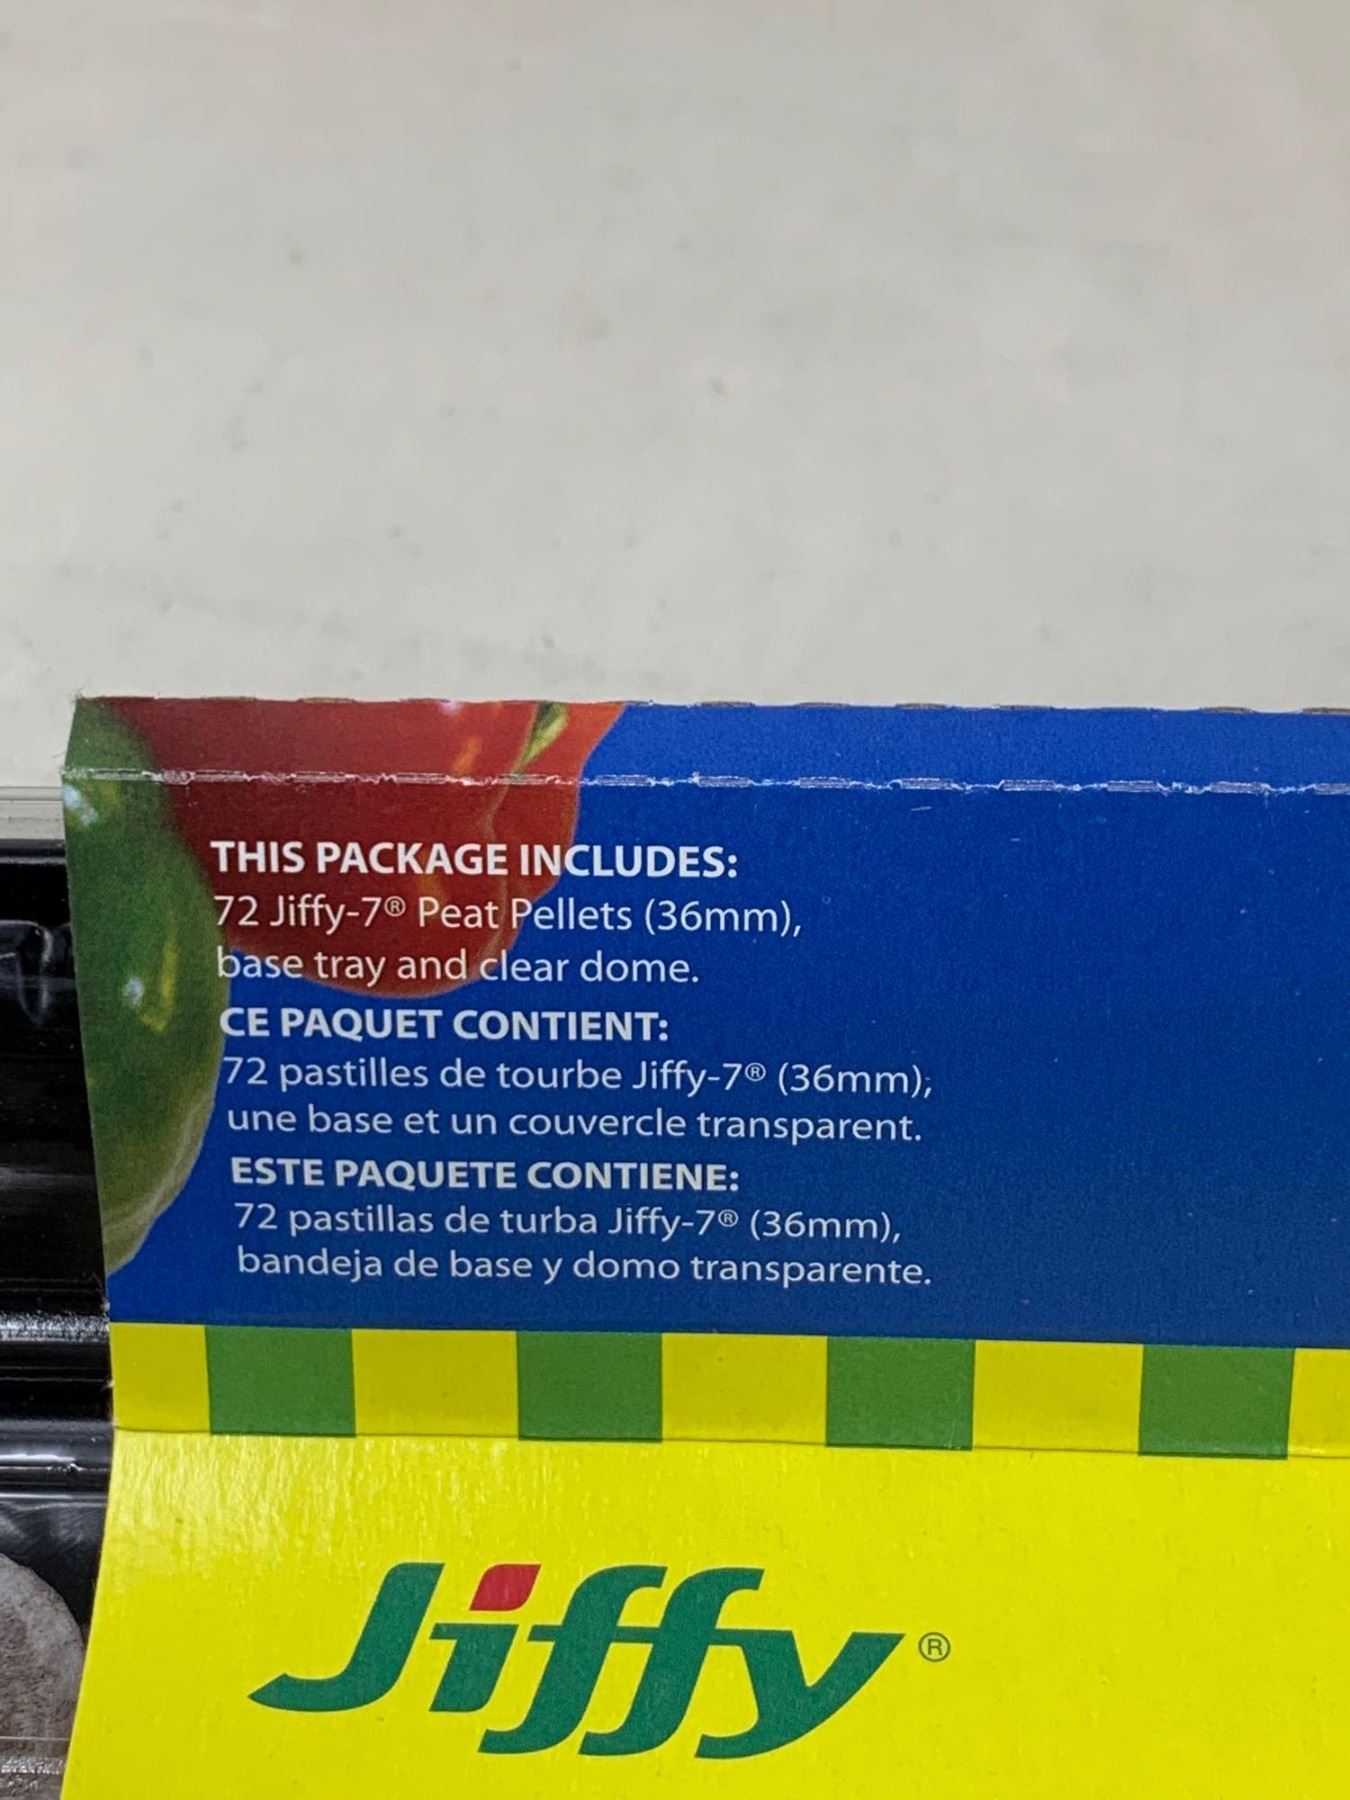 THIS PACKAGE INCLUDES:
72 Jiffy-7® Peat Pellets (36mm),
base tray and clear dome.
CE PAQUET CONTIENT:
72 pastilles de tourbe Jiffy-7® (36mm),
une base et un couvercle transparent.
ESTE PAQUETE CONTIENE:
72 pastillas de turba Jiffy-7® (36mm),
bandeja de base y domo transparente.
Jiffy®